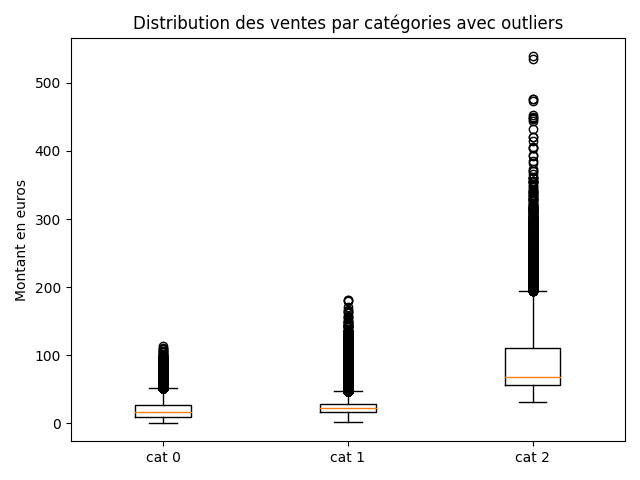 Distribution des ventes par catégories avec outliers
Montant en euros
500
400
300
200
100
0
cat 0 cat 1 cat 2